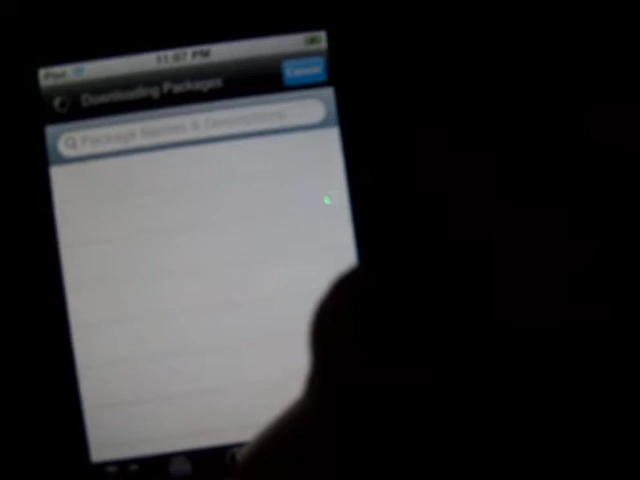 iPod 11:07 PM
Downloading Packages
Cancel
Package Names & Descriptions